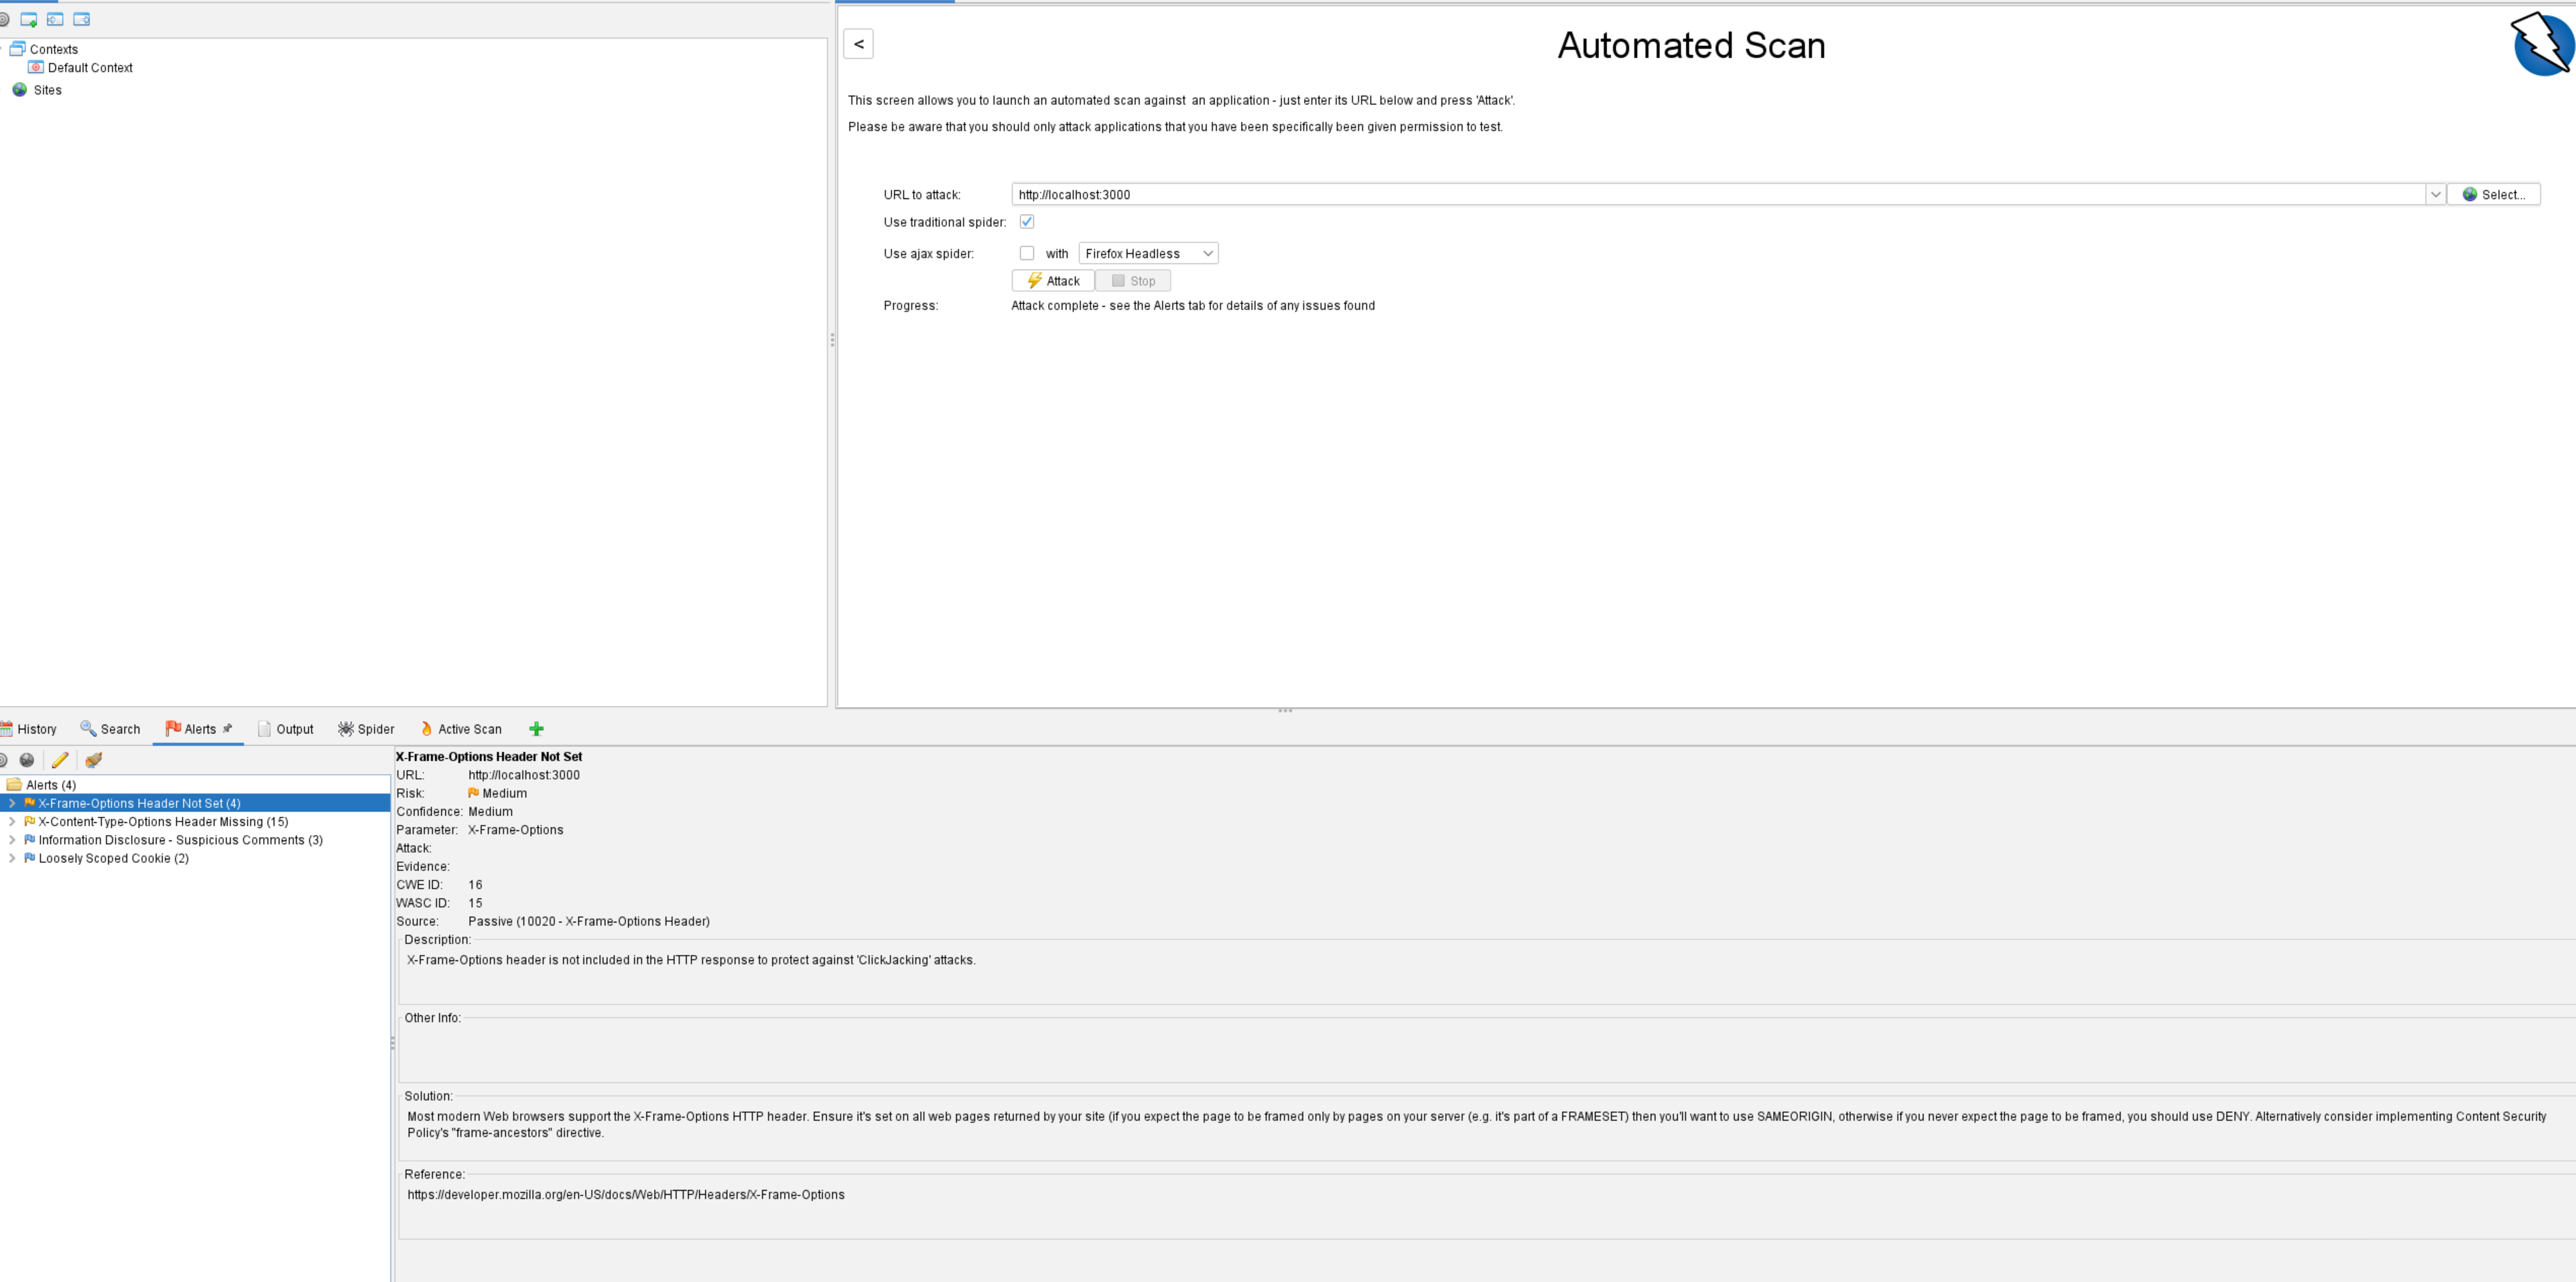 Contexts
Default Context
Sites
<
Automated Scan
This screen allows you to launch an automated scan against  an application - just enter its URL below and press 'Attack'.
Please be aware that you should only attack applications that you have been specifically been given permission to test.
URL to attack: http://localhost:3000 Select...
Use traditional spider:
Use ajax spider: with Firefox Headless
Attack Stop
Progress: Attack complete - see the Alerts tab for details of any issues found
History Search Alerts Output Spider Active Scan
Alerts (4)
X-Frame-Options Header Not Set (4)
X-Content-Type-Options Header Missing (15)
Information Disclosure - Suspicious Comments (3)
Loosely Scoped Cookie (2)
X-Frame-Options Header Not Set
URL: http://localhost:3000
Risk: Medium
Confidence: Medium
Parameter: X-Frame-Options
Attack:
Evidence:
CWE ID: 16
WASC ID: 15
Source: Passive (10020 - X-Frame-Options Header)
Description:
X-Frame-Options header is not included in the HTTP response to protect against 'ClickJacking' attacks.
Other Info:
Solution:
Most modern Web browsers support the X-Frame-Options HTTP header. Ensure it's set on all web pages returned by your site (if you expect the page to be framed only by pages on your server (e.g. it's part of a FRAMESET) then you'll want to use SAMEORIGIN, otherwise if you never expect the page to be framed, you should use DENY. Alternatively consider implementing Content Security
Policy's "frame-ancestors" directive.
Reference:
https://developer.mozilla.org/en-US/docs/Web/HTTP/Headers/X-Frame-Options